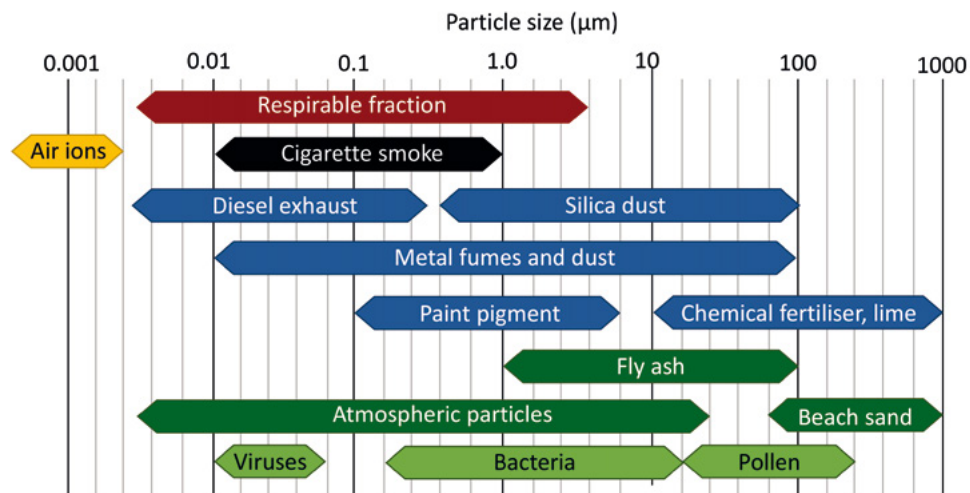 Particle size (µm)
0.001 0.01 0.1 1.0 10 100 1000
Respirable fraction
Air ions Cigarette smoke
Diesel exhaust Silica dust
Metal fumes and dust
Paint pigment Chemical fertiliser, lime
Fly ash
Atmospheric particles Beach sand
Viruses Bacteria Pollen